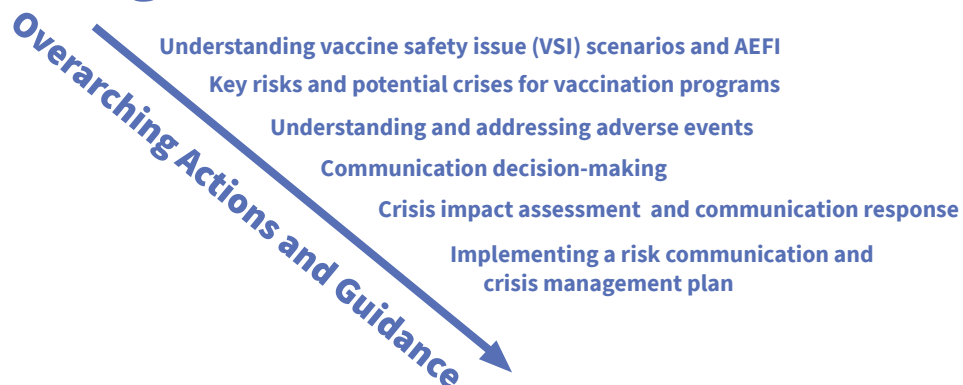 Understanding vaccine safety issue (VSI) scenarios and AEFI
Key risks and potential crises for vaccination programs
Understanding and addressing adverse events
Communication decision-making
Crisis impact assessment and communication response
Implementing a risk communication and
crisis management plan
Overarching Actions and Guidance